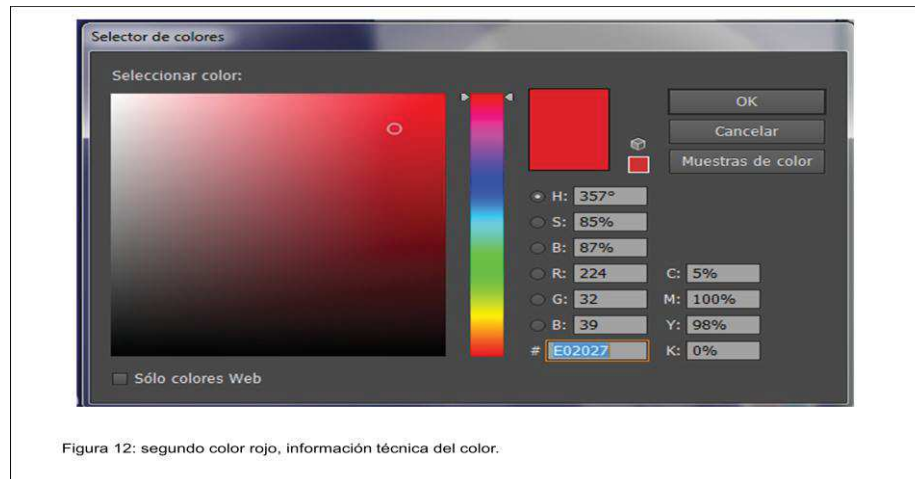 Selector de colores
Seleccionar color:
OK
Cancelar
Muestras de color
H: 357°
S: 85%
B: 87%
R: 224 C: 5%
G: 32 M: 100%
B: 39 Y: 98%
# E02027 K: 0%
Sólo colores Web
Figura 12: segundo color rojo, información técnica del color.